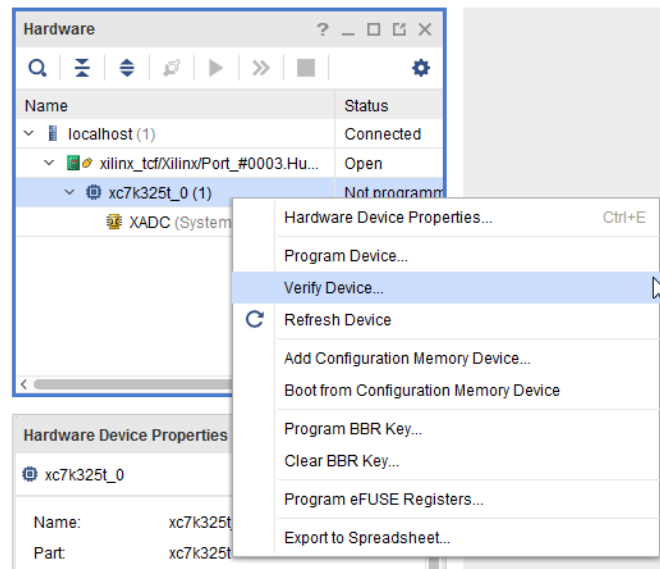 Hardware
Name Status
localhost (1) Connected
xilinx_tcf/Xilinx/Port_#0003.Hu... Open
xc7k325t_0 (1) Not programm
XADC (System
Hardware Device Properties... Ctrl+E
Program Device...
Verify Device...
Refresh Device
Add Configuration Memory Device...
Boot from Configuration Memory Device
Program BBR Key...
Clear BBR Key...
Program eFUSE Registers...
Export to Spreadsheet...
Hardware Device Properties
xc7k325t_0
Name: xc7k325t
Part: xc7k325t